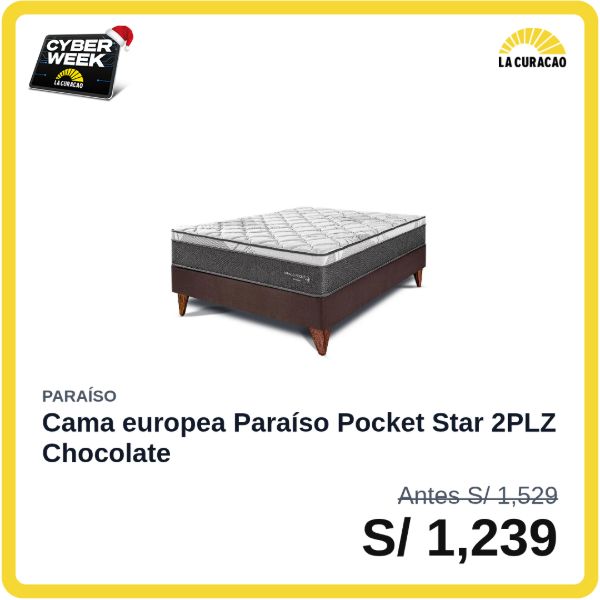 CYBER
WEEK
LA CURACAO
LA CURACAO
PARAÍSO
Cama europea Paraíso Pocket Star 2PLZ
Chocolate
Antes S/ 1,529
S/ 1,239